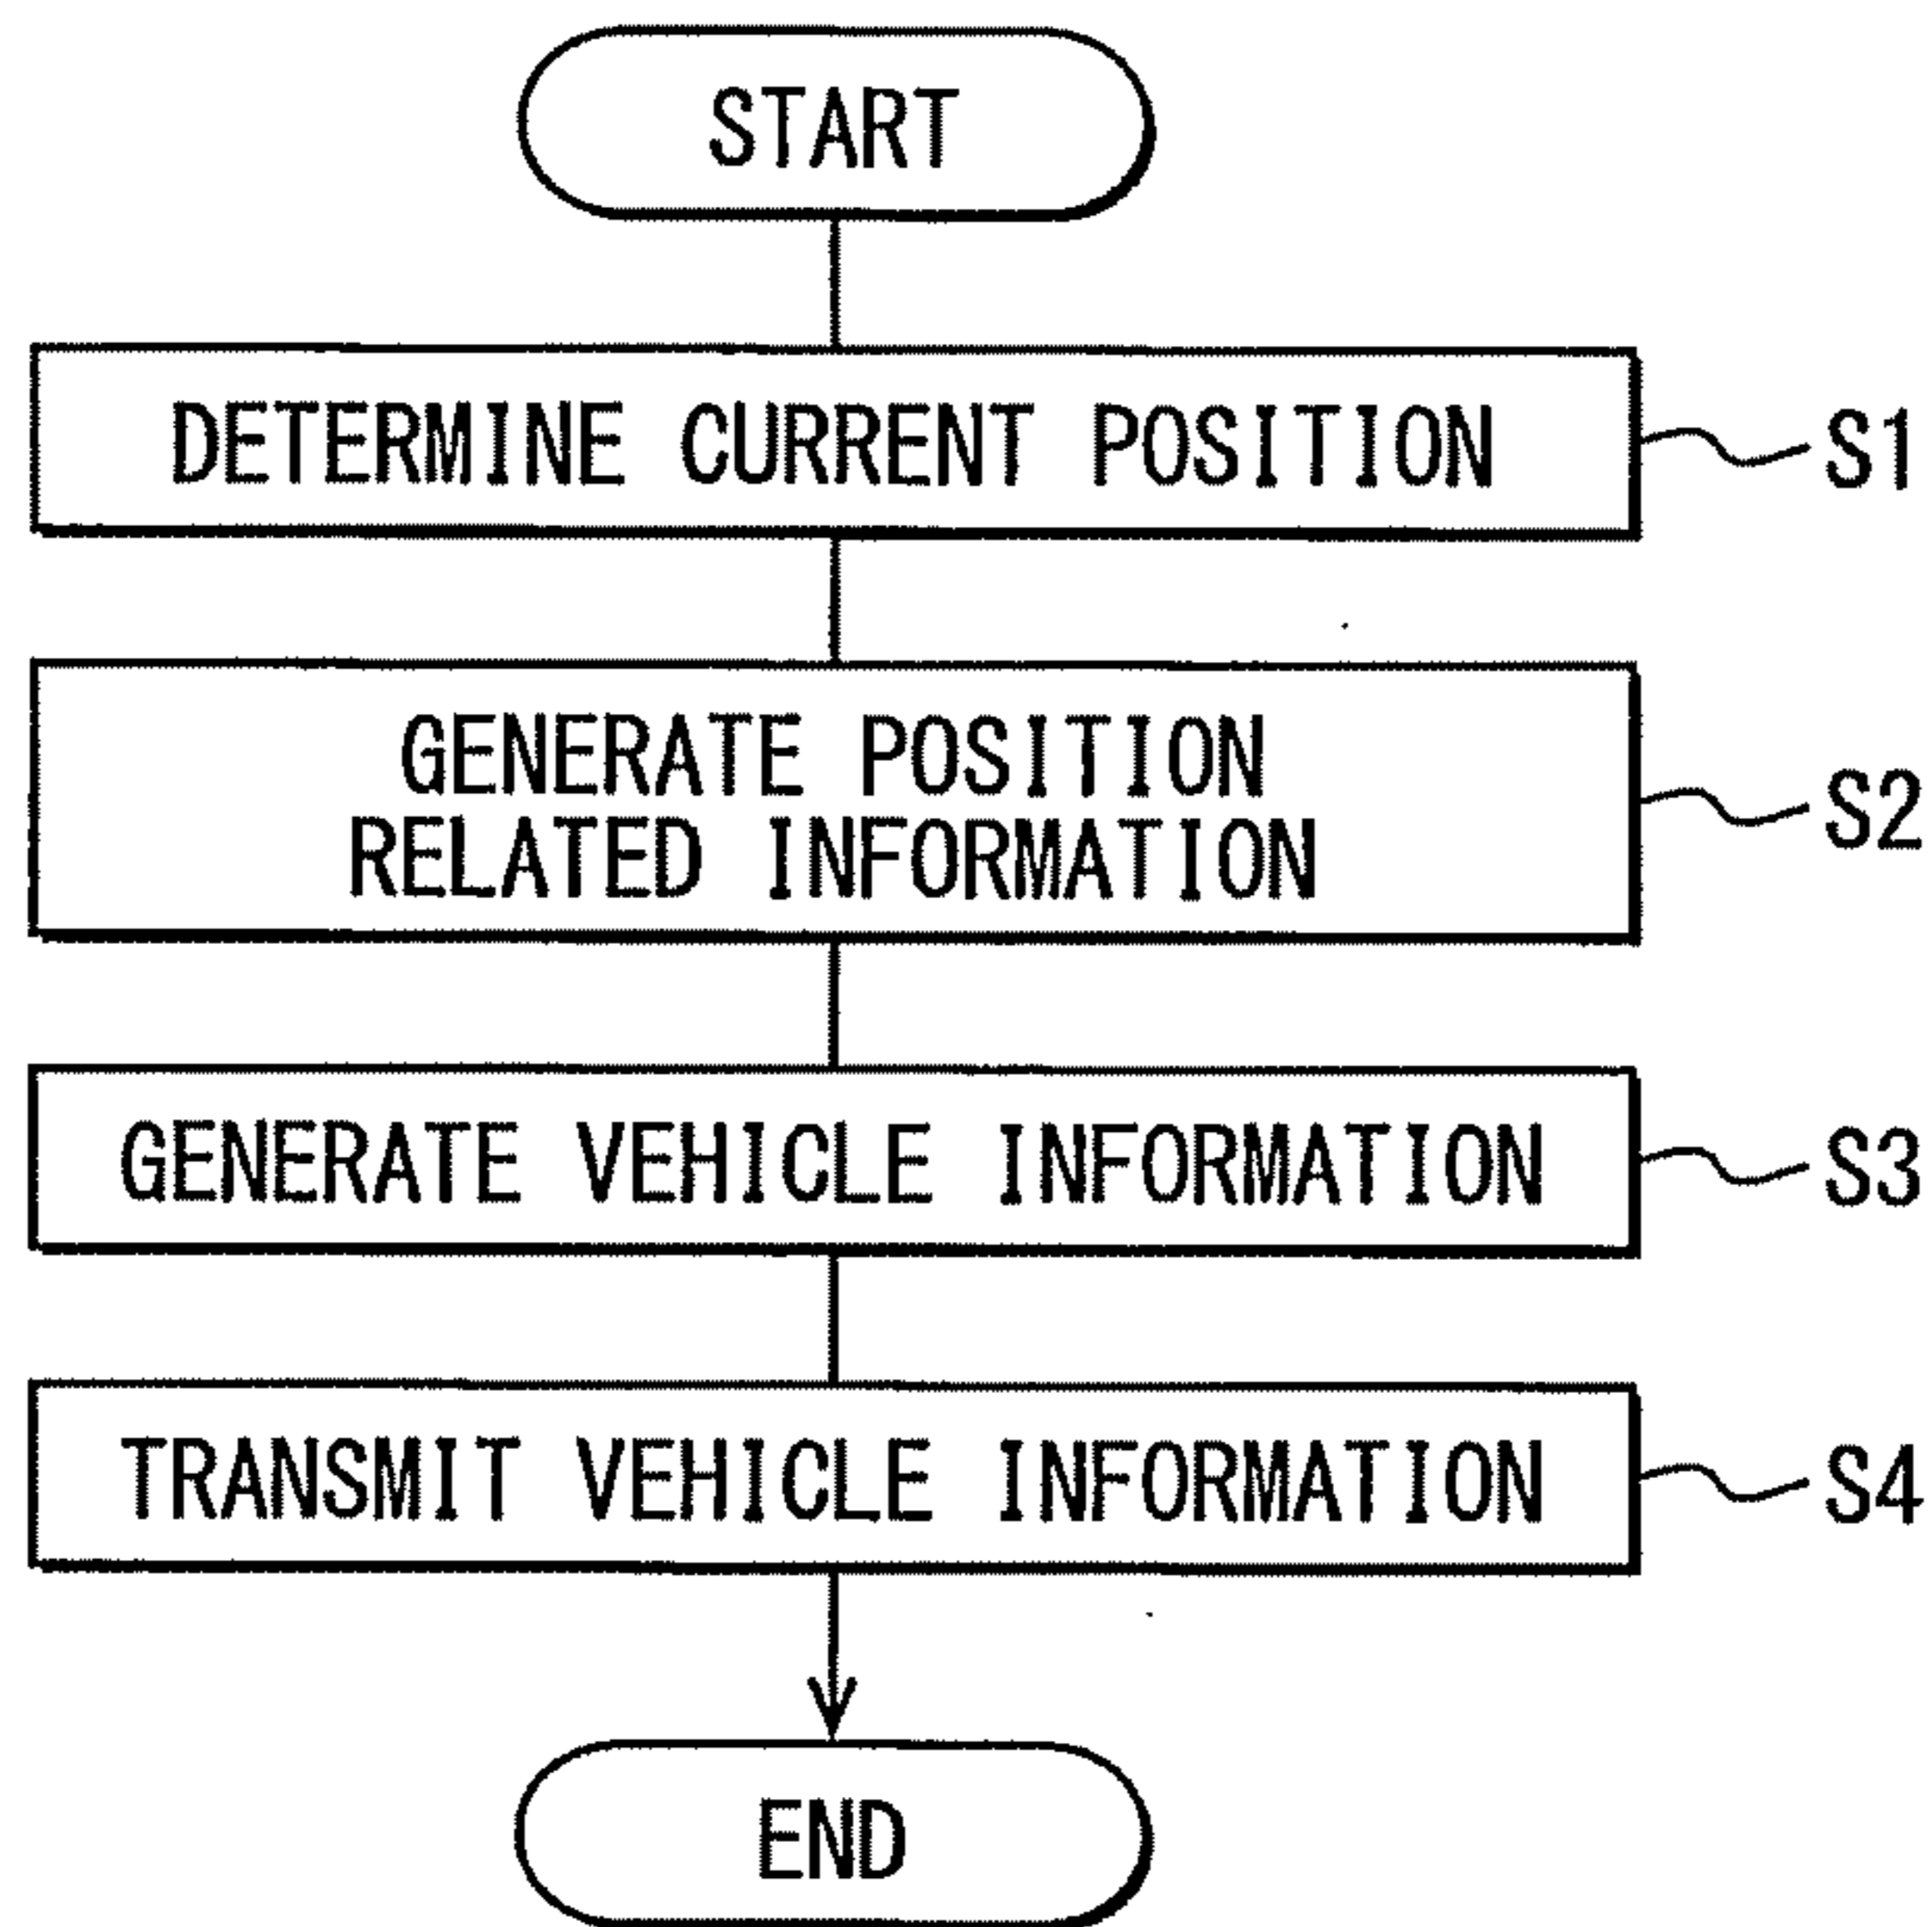 START
DETERMINE CURRENT POSITION
S1
GENERATE POSITION
RELATED INFORMATION
S2
GENERATE VEHICLE INFORMATION
S3
TRANSMIT VEHICLE INFORMATION
S4
END